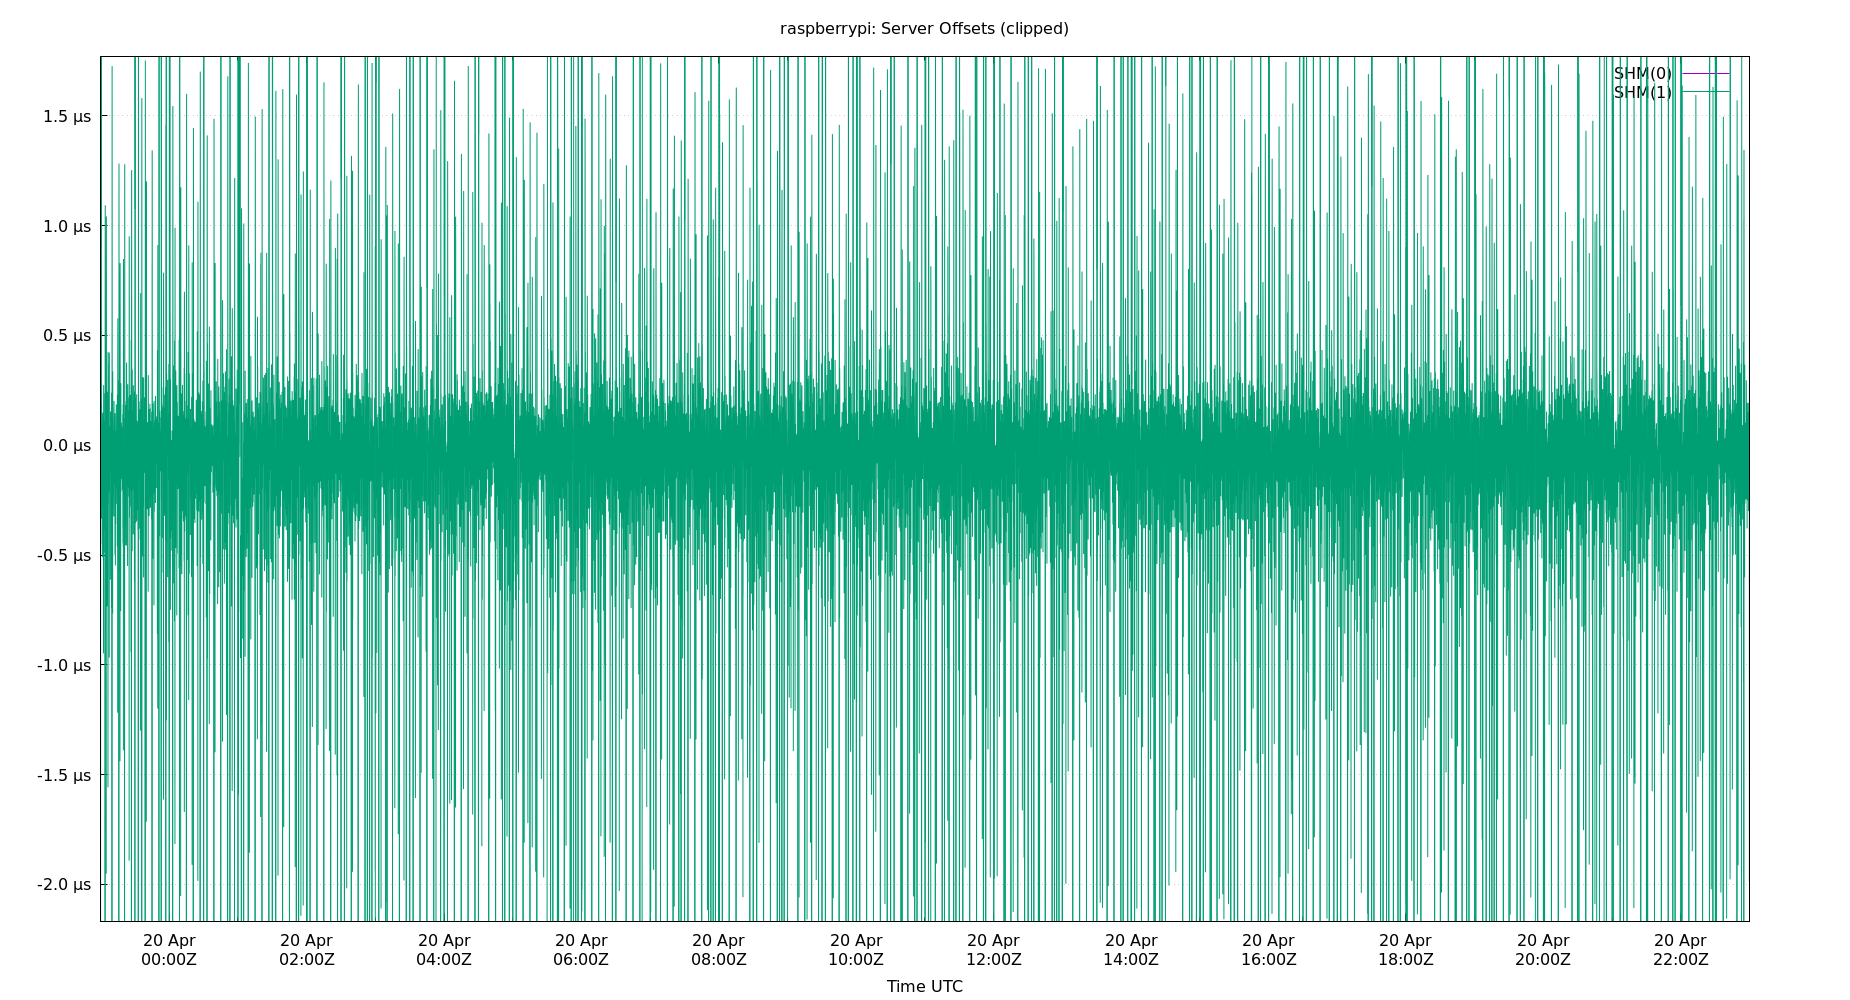 raspberrypi: Server Offsets (clipped)
SHM(0)
SHM(1)
1.5 µs
1.0 µs
0.5 µs
0.0 µs
-0.5 µs
-1.0 µs
-1.5 µs
-2.0 µs
20 Apr 20 Apr 20 Apr 20 Apr 20 Apr 20 Apr 20 Apr 20 Apr 20 Apr 20 Apr 20 Apr 20 Apr
00:00Z 02:00Z 04:00Z 06:00Z 08:00Z 10:00Z 12:00Z 14:00Z 16:00Z 18:00Z 20:00Z 22:00Z
Time UTC